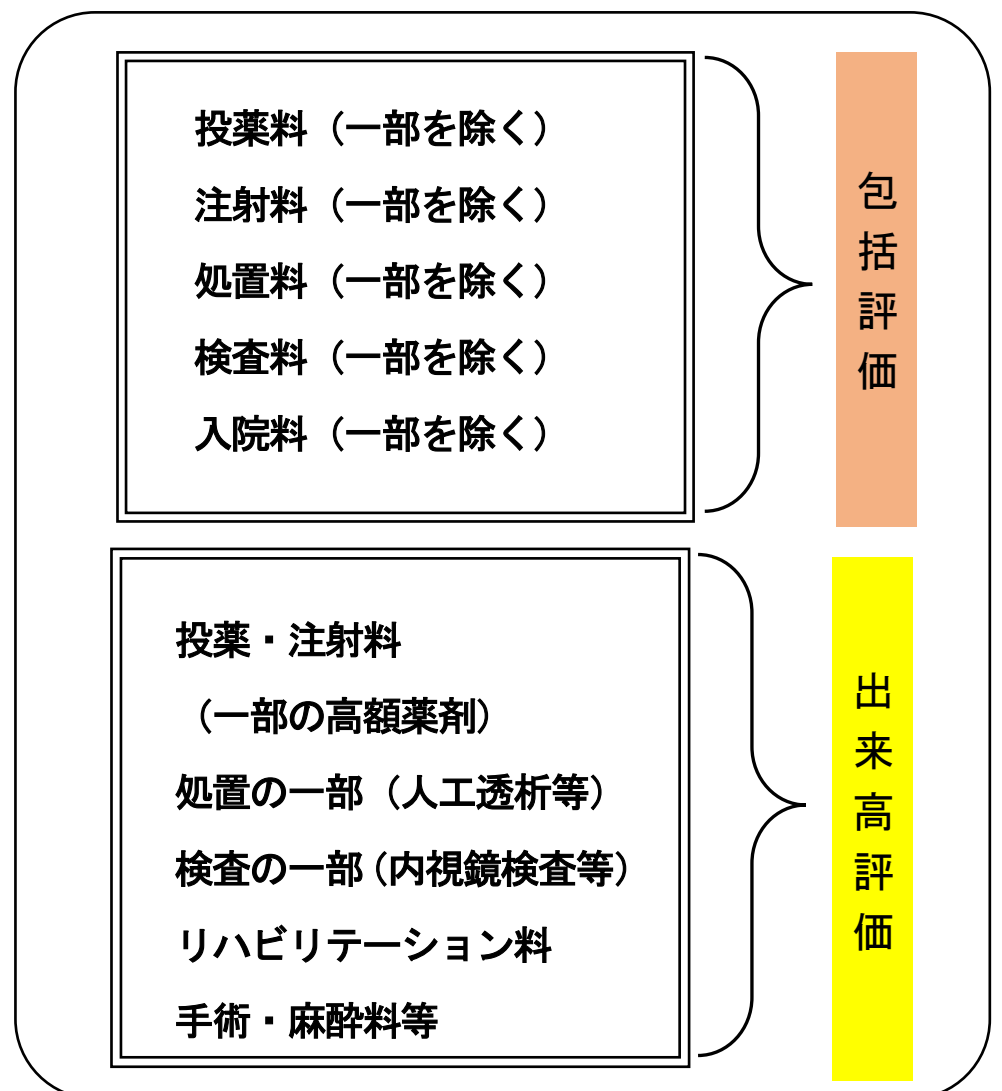 投薬料（一部を除く）
注射料（一部を除く）
処置料（一部を除く）
検査料（一部を除く）
入院料（一部を除く）
包括評価
投薬・注射料
（一部の高額薬剤）
処置の一部（人工透析等）
検査の一部（内視鏡検査等）
リハビリテーション料
手術・麻酔料等
出来高評価